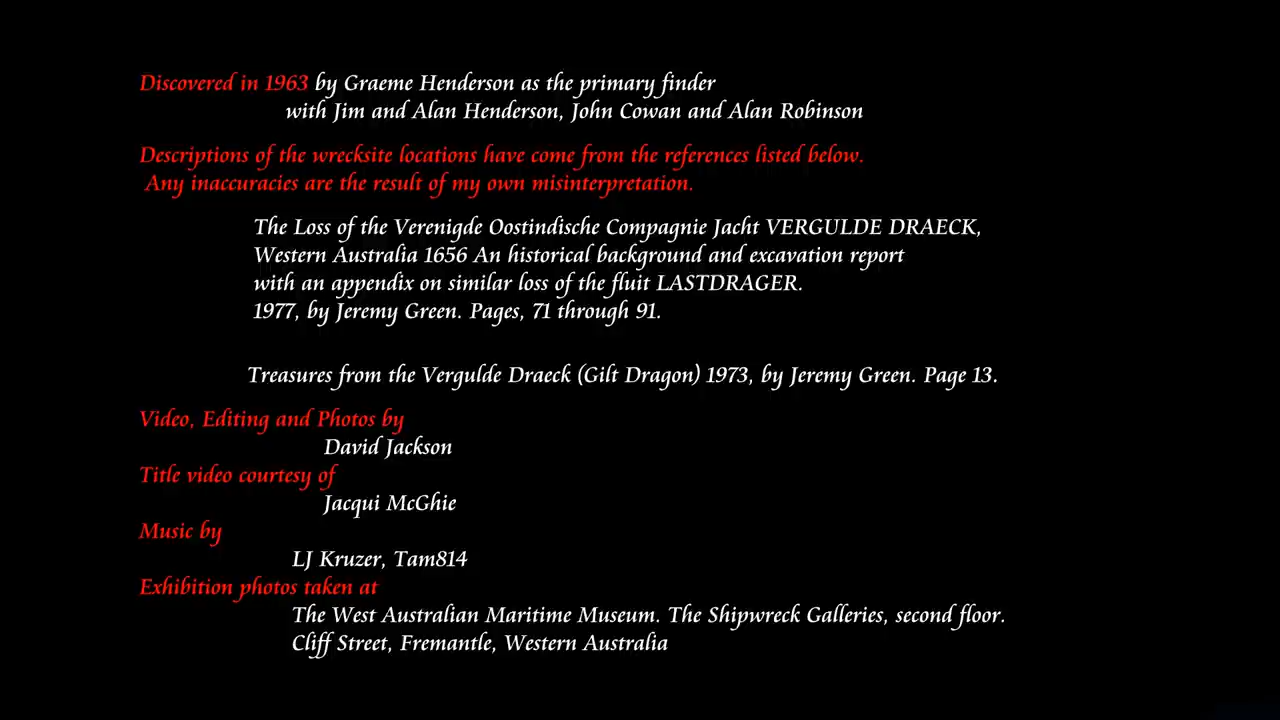 Discovered in 1963 by Graeme Henderson as the primary finder
with Jim and Alan Henderson, John Cowan and Alan Robinson
Descriptions of the wrecksite locations have come from the references listed below.
Any inaccuracies are the result of my own misinterpretation.
The Loss of the Verenigde Oostindische Compagnie Jacht VERGULDE DRAECK,
Western Australia 1656 An historical background and excavation report
with an appendix on similar loss of the fluit LASTDRAGER.
1977, by Jeremy Green. Pages, 71 through 91.
Treasures from the Vergulde Draeck (Gilt Dragon) 1973, by Jeremy Green. Page 13.
Video, Editing and Photos by
David Jackson
Title video courtesy of
Jacqui McGhie
Music by
LJ Kruzer, Tam814
Exhibition photos taken at
The West Australian Maritime Museum. The Shipwreck Galleries, second floor.
Cliff Street, Fremantle, Western Australia